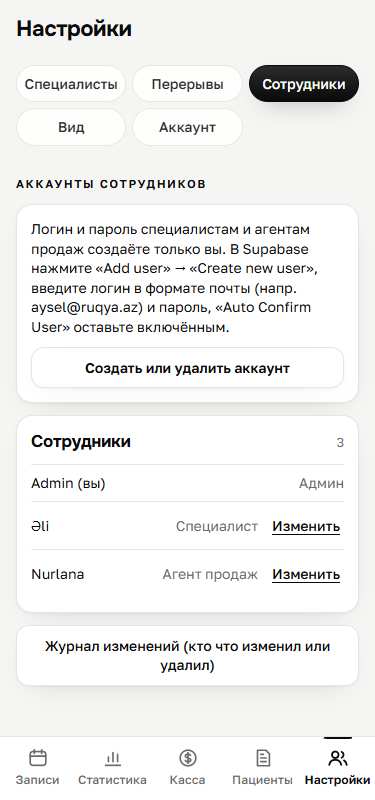 Настройки
Специалисты
Перерывы
Сотрудники
Вид
Аккаунт
АККАУНТЫ СОТРУДНИКОВ
Логин и пароль специалистам и агентам
продаж создаёте только вы. В Supabase
нажмите «Add user» → «Create new user»,
введите логин в формате почты (напр.
aysel@ruqya.az) и пароль, «Auto Confirm
User» оставьте включённым.
Создать или удалить аккаунт
Сотрудники 3
Admin (вы) Админ
Əli Специалист Изменить
Nurlana Агент продаж Изменить
Журнал изменений (кто что изменил или
удалил)
Записи Статистика Касса Пациенты Настройки